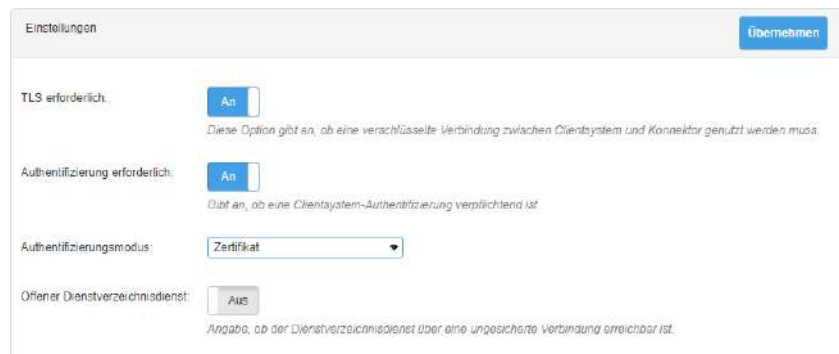 Einstellungen
Übernehmen
TLS erforderlich:
An
Diese Option gibt an, ob eine verschlüsselte Verbindung zwischen Clientsystem und Konnektor genutzt werden muss.
Authentifizierung erforderlich:
An
Gibt an, ob eine Clientsystem-Authentifizierung verpflichtend ist
Authentifizierungsmodus:
Zertifikat
Offener Dienstverzeichnisdienst:
Aus
Angabe, ob der Dienstverzeichnisdienst über eine ungesicherte Verbindung erreichbar ist.